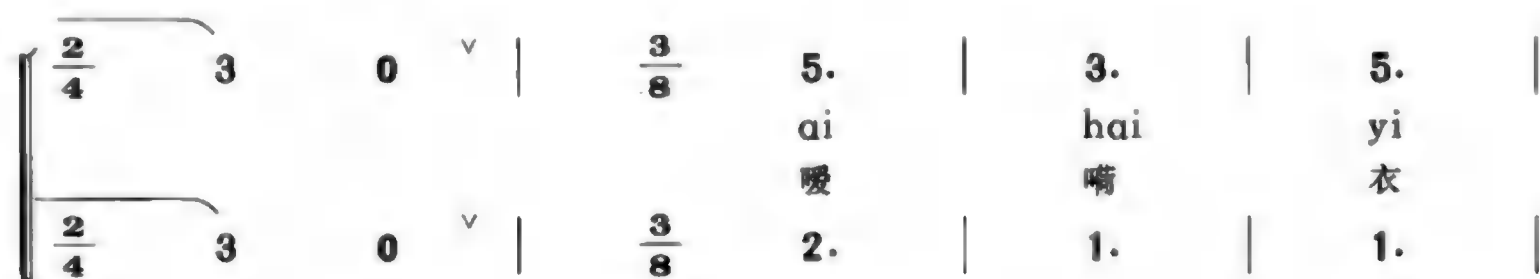 2/4 3 0 ∨ | 3/8 5. | 3. | 5. |
ai hai yi
嗳 嗬 衣
2/4 3 0 ∨ | 3/8 2. | 1. | 1. |